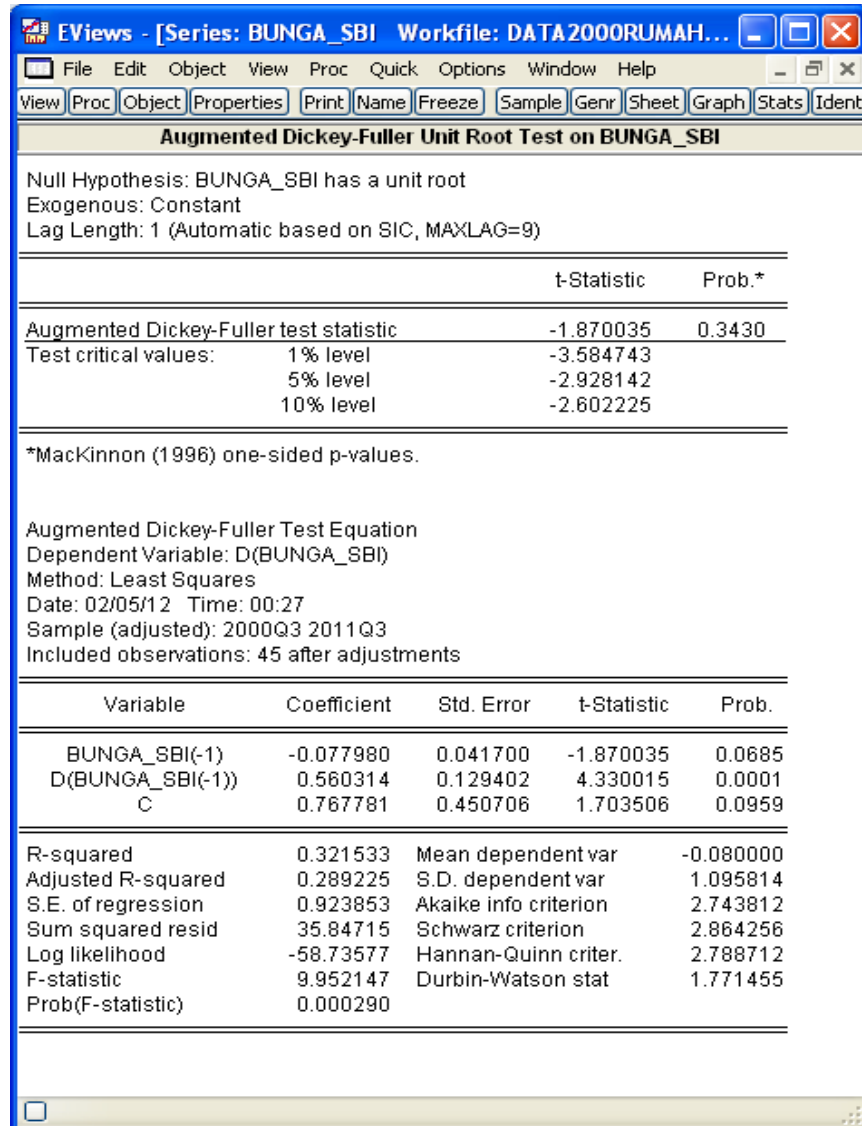 EViews - [Series: BUNGA_SBI Workfile: DATA2000RUMAH...
File Edit Object View Proc Quick Options Window Help
View Proc Object Properties Print Name Freeze Sample Genr Sheet Graph Stats Ident
Augmented Dickey-Fuller Unit Root Test on BUNGA_SBI
Null Hypothesis: BUNGA_SBI has a unit root
Exogenous: Constant
Lag Length: 1 (Automatic based on SIC, MAXLAG=9)
t-Statistic Prob.*
Augmented Dickey-Fuller test statistic -1.870035 0.3430
Test critical values: 1% level -3.584743
5% level -2.928142
10% level -2.602225
*MacKinnon (1996) one-sided p-values.
Augmented Dickey-Fuller Test Equation
Dependent Variable: D(BUNGA_SBI)
Method: Least Squares
Date: 02/05/12 Time: 00:27
Sample (adjusted): 2000Q3 2011Q3
Included observations: 45 after adjustments
Variable Coefficient Std. Error t-Statistic Prob.
BUNGA_SBI(-1) -0.077980 0.041700 -1.870035 0.0685
D(BUNGA_SBI(-1)) 0.560314 0.129402 4.330015 0.0001
C 0.767781 0.450706 1.703506 0.0959
R-squared 0.321533 Mean dependent var -0.080000
Adjusted R-squared 0.289225 S.D. dependent var 1.095814
S.E. of regression 0.923853 Akaike info criterion 2.743812
Sum squared resid 35.84715 Schwarz criterion 2.864256
Log likelihood -58.73577 Hannan-Quinn criter. 2.788712
F-statistic 9.952147 Durbin-Watson stat 1.771455
Prob(F-statistic) 0.000290